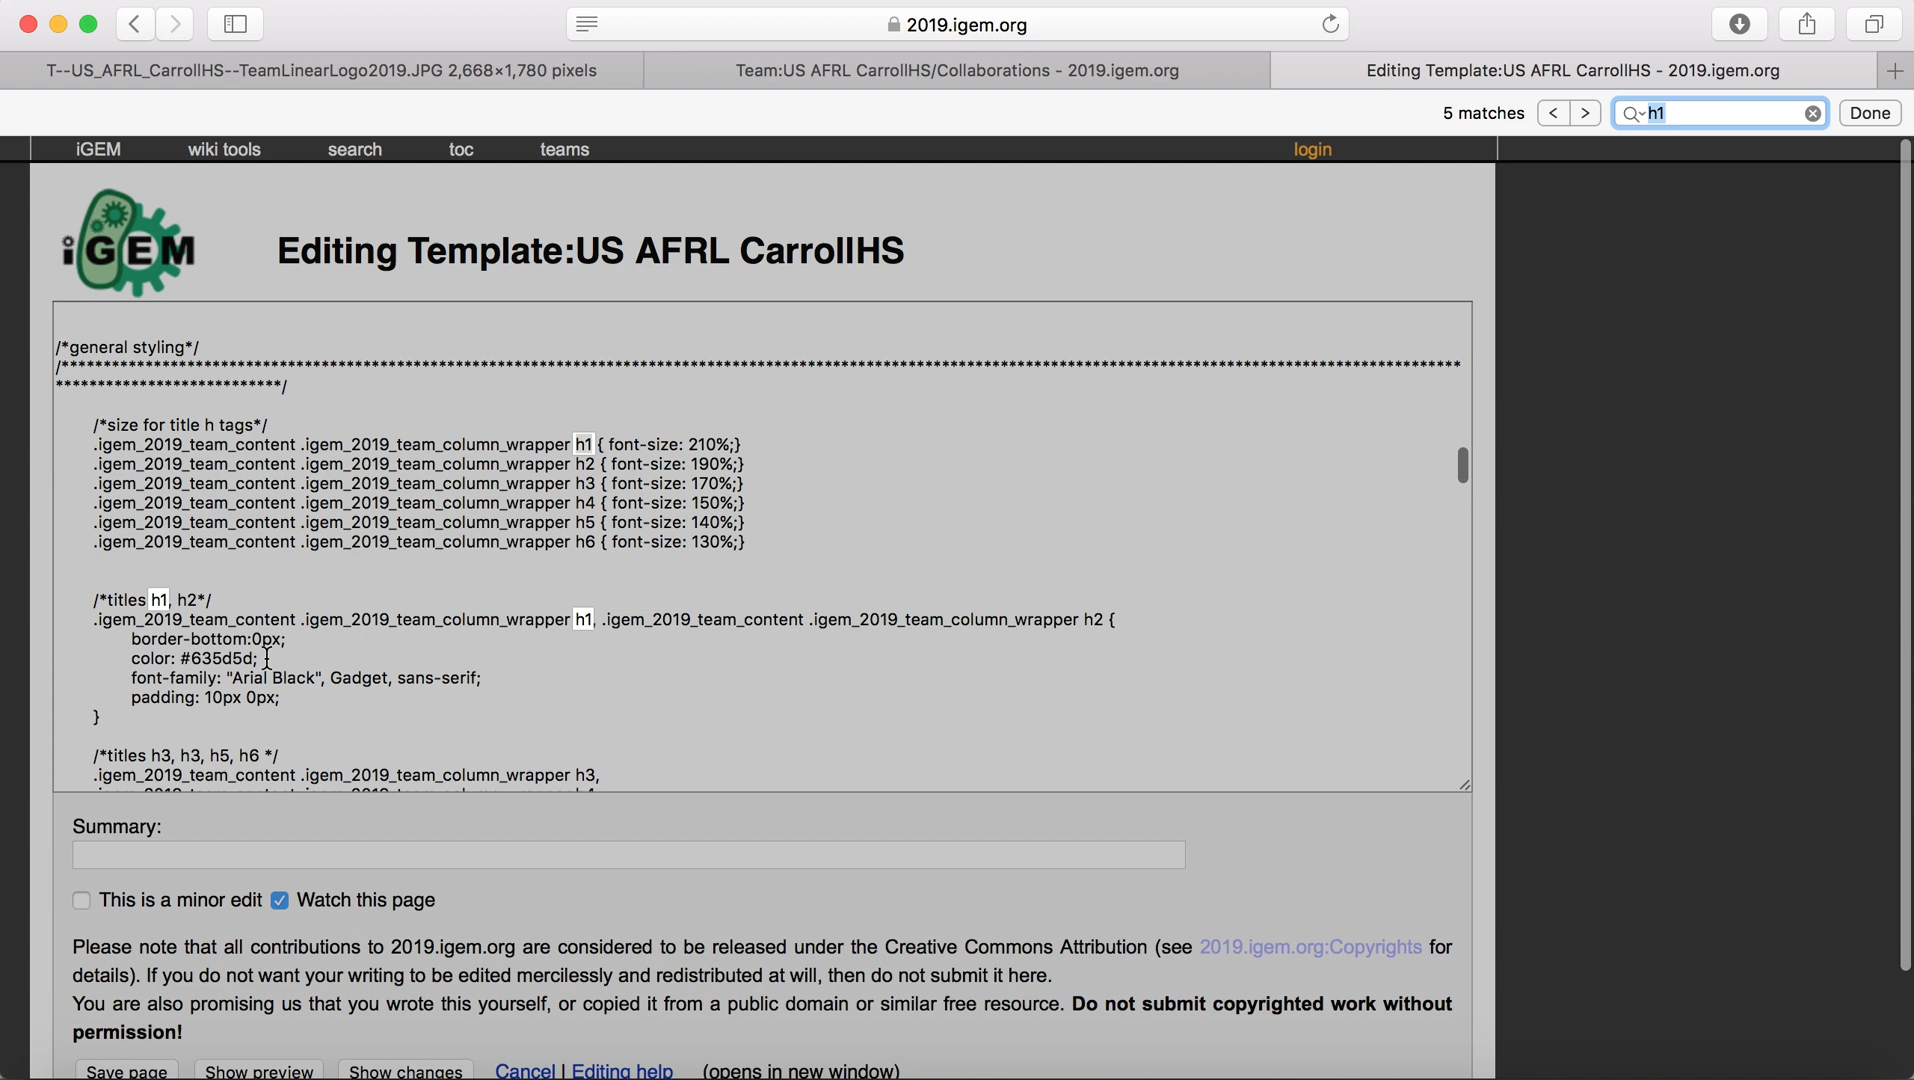 2019.igem.org
T--US_AFRL_CarrollHS--TeamLinearLogo2019.JPG 2,668×1,780 pixels
Team:US AFRL CarrollHS/Collaborations - 2019.igem.org
Editing Template:US AFRL CarrollHS - 2019.igem.org
5 matches
h1
Done
iGEM wiki tools search toc teams login
iGEM
Editing Template:US AFRL CarrollHS
/*general styling*/
/****************************************************************************************************************************************************************
***************************/
/*size for title h tags*/
.igem_2019_team_content .igem_2019_team_column_wrapper h1 { font-size: 210%;}
.igem_2019_team_content .igem_2019_team_column_wrapper h2 { font-size: 190%;}
.igem_2019_team_content .igem_2019_team_column_wrapper h3 { font-size: 170%;}
.igem_2019_team_content .igem_2019_team_column_wrapper h4 { font-size: 150%;}
.igem_2019_team_content .igem_2019_team_column_wrapper h5 { font-size: 140%;}
.igem_2019_team_content .igem_2019_team_column_wrapper h6 { font-size: 130%;}
/*titles h1, h2*/
.igem_2019_team_content .igem_2019_team_column_wrapper h1, .igem_2019_team_content .igem_2019_team_column_wrapper h2 {
border-bottom:0px;
color: #635d5d;
font-family: "Arial Black", Gadget, sans-serif;
padding: 10px 0px;
}
/*titles h3, h3, h5, h6 */
.igem_2019_team_content .igem_2019_team_column_wrapper h3,
Summary:
This is a minor edit Watch this page
Please note that all contributions to 2019.igem.org are considered to be released under the Creative Commons Attribution (see 2019.igem.org:Copyrights for
details). If you do not want your writing to be edited mercilessly and redistributed at will, then do not submit it here.
You are also promising us that you wrote this yourself, or copied it from a public domain or similar free resource. Do not submit copyrighted work without
permission!
Save page Show preview Show changes Cancel | Editing help (opens in new window)